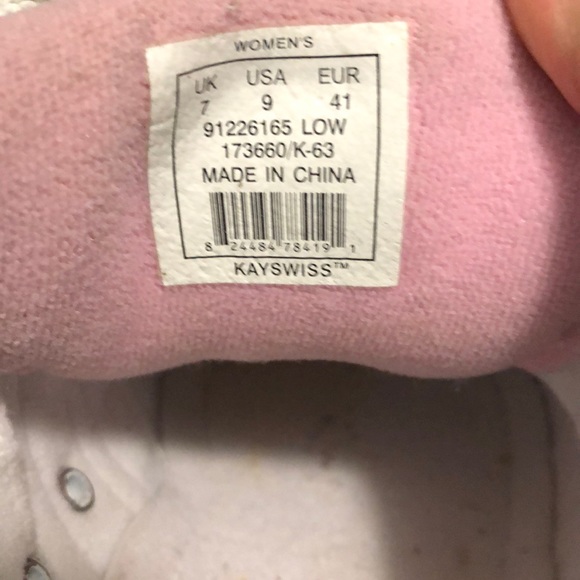 WOMEN'S
UK USA EUR
7 9 41
91226165 LOW
173660/K-63
MADE IN CHINA
8 24484 78419 1
KAYSWISS™